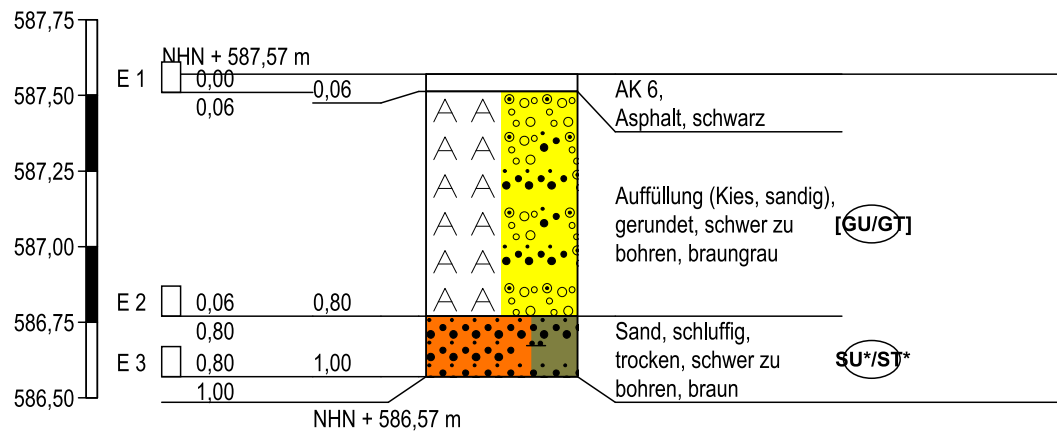 587,75
NHN + 587,57 m
E 1
0,00
0,06
0,06
AK 6,
Asphalt, schwarz
587,50
587,25
Auffüllung (Kies, sandig),
gerundet, schwer zu
bohren, braungrau
[GU/GT]
587,00
E 2
0,06
0,80
0,80
586,75
Sand, schluffig,
trocken, schwer zu
bohren, braun
SU*/ST*
E 3
0,80
1,00
1,00
586,50
NHN + 586,57 m